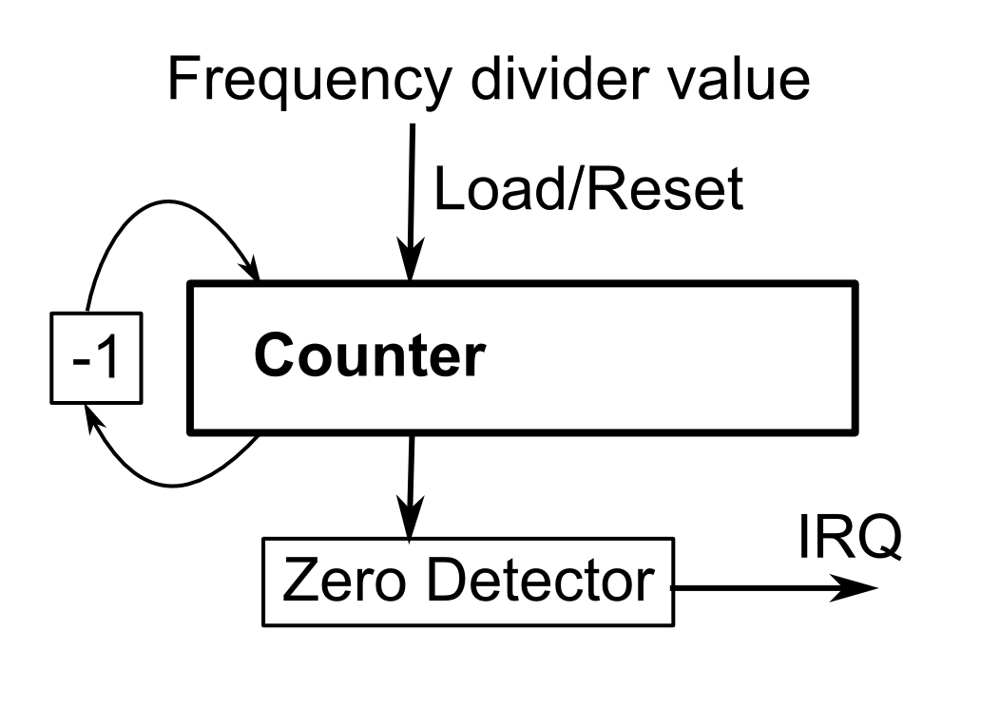 Frequency divider value
Load/Reset
-1
Counter
Zero Detector
IRQ